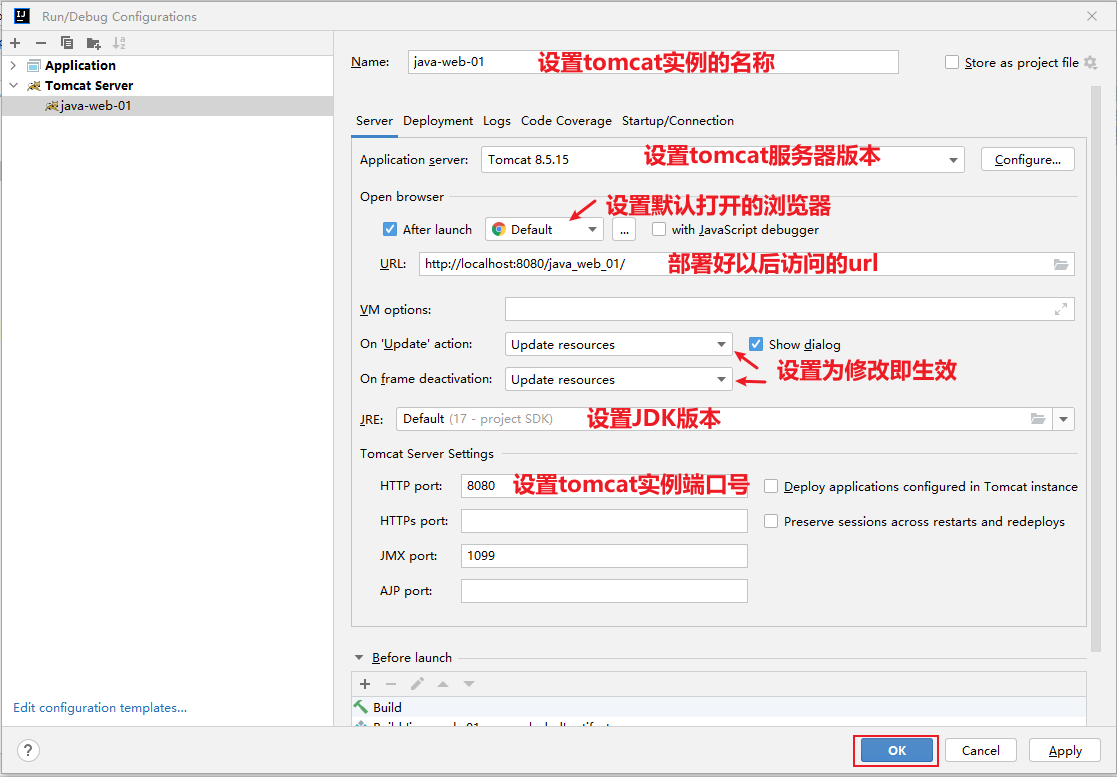 Run/Debug Configurations
Application
Tomcat Server
java-web-01
Edit configuration templates...
Name: java-web-01 设置tomcat实例的名称 Store as project file
Server Deployment Logs Code Coverage Startup/Connection
Application server: Tomcat 8.5.15 设置tomcat服务器版本 Configure...
Open browser 设置默认打开的浏览器
After launch Default ... with JavaScript debugger
URL: http://localhost:8080/java_web_01/ 部署好以后访问的url
VM options:
On 'Update' action: Update resources Show dialog
设置为修改即生效
On frame deactivation: Update resources
JRE: Default (17 - project SDK) 设置JDK版本
Tomcat Server Settings
HTTP port: 8080 设置tomcat实例端口号 Deploy applications configured in Tomcat instance
HTTPs port: Preserve sessions across restarts and redeploys
JMX port: 1099
AJP port:
Before launch
Build
? OK Cancel Apply